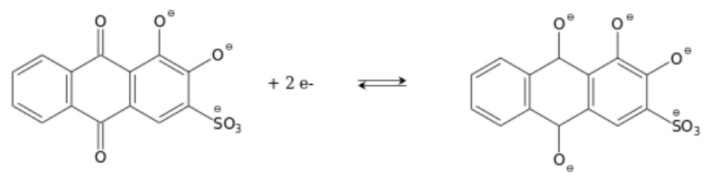 O O⊖ O⊖
O⊖ O⊖
+ 2 e- ⇌
⊖
SO₃
O⊖
⊖
SO₃
O
O⊖